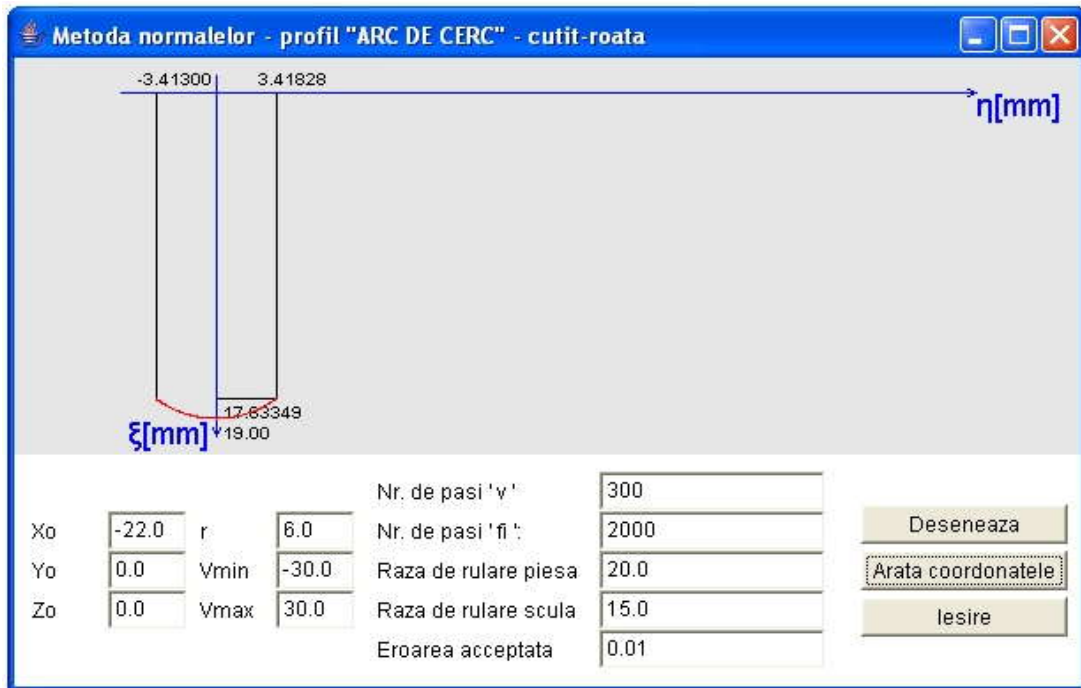 Metoda normalelor - profil "ARC DE CERC" - cutit-roata
-3.41300 3.41828
η[mm]
17.63349
ξ[mm] 19.00
Nr. de pasi ' v ' 300
Xo -22.0 r 6.0 Nr. de pasi ' fi ': 2000 Deseneaza
Yo 0.0 Vmin -30.0 Raza de rulare piesa 20.0 Arata coordonatele
Zo 0.0 Vmax 30.0 Raza de rulare scula 15.0 Iesire
Eroarea acceptata 0.01